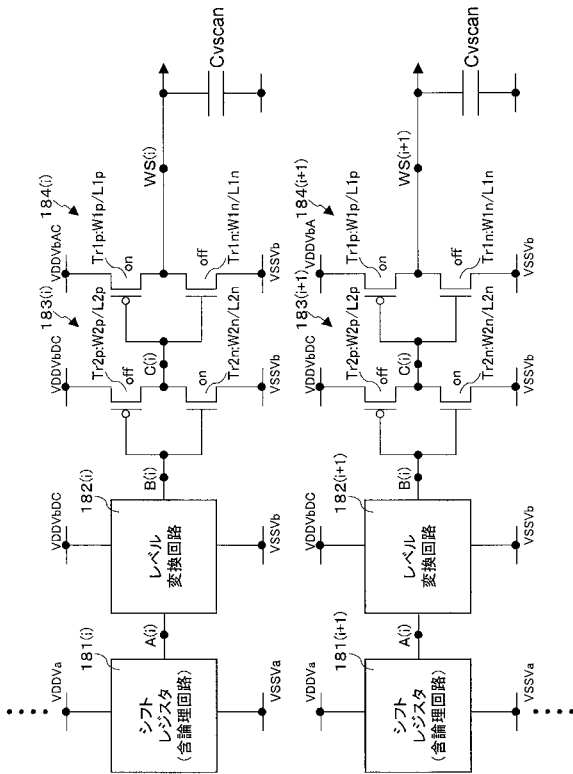 181(i)
VDDVa
シフト
レジスタ
(含論理回路)
VSSVa
A(i)
182(i)
VDDVbDC
レベル
変換回路
VSSVb
B(i)
183(i)
VDDVbDC
Tr2p:W2p/L2p
off
C(i)
on
Tr2n:W2n/L2n
VSSVb
184(i)
VDDVbAC
Tr1p:W1p/L1p
on
off
Tr1n:W1n/L1n
VSSVb
WS(i)
Cvscan
181(i+1)
VDDVa
シフト
レジスタ
(含論理回路)
VSSVa
A(i)
182(i+1)
VDDVbDC
レベル
変換回路
VSSVb
B(i)
183(i+1)
VDDVbDC
Tr2p:W2p/L2p
off
C(i)
on
Tr2n:W2n/L2n
VSSVb
184(i+1)
VDDVbA
Tr1p:W1p/L1p
on
off
Tr1n:W1n/L1n
VSSVb
WS(i+1)
Cvscan